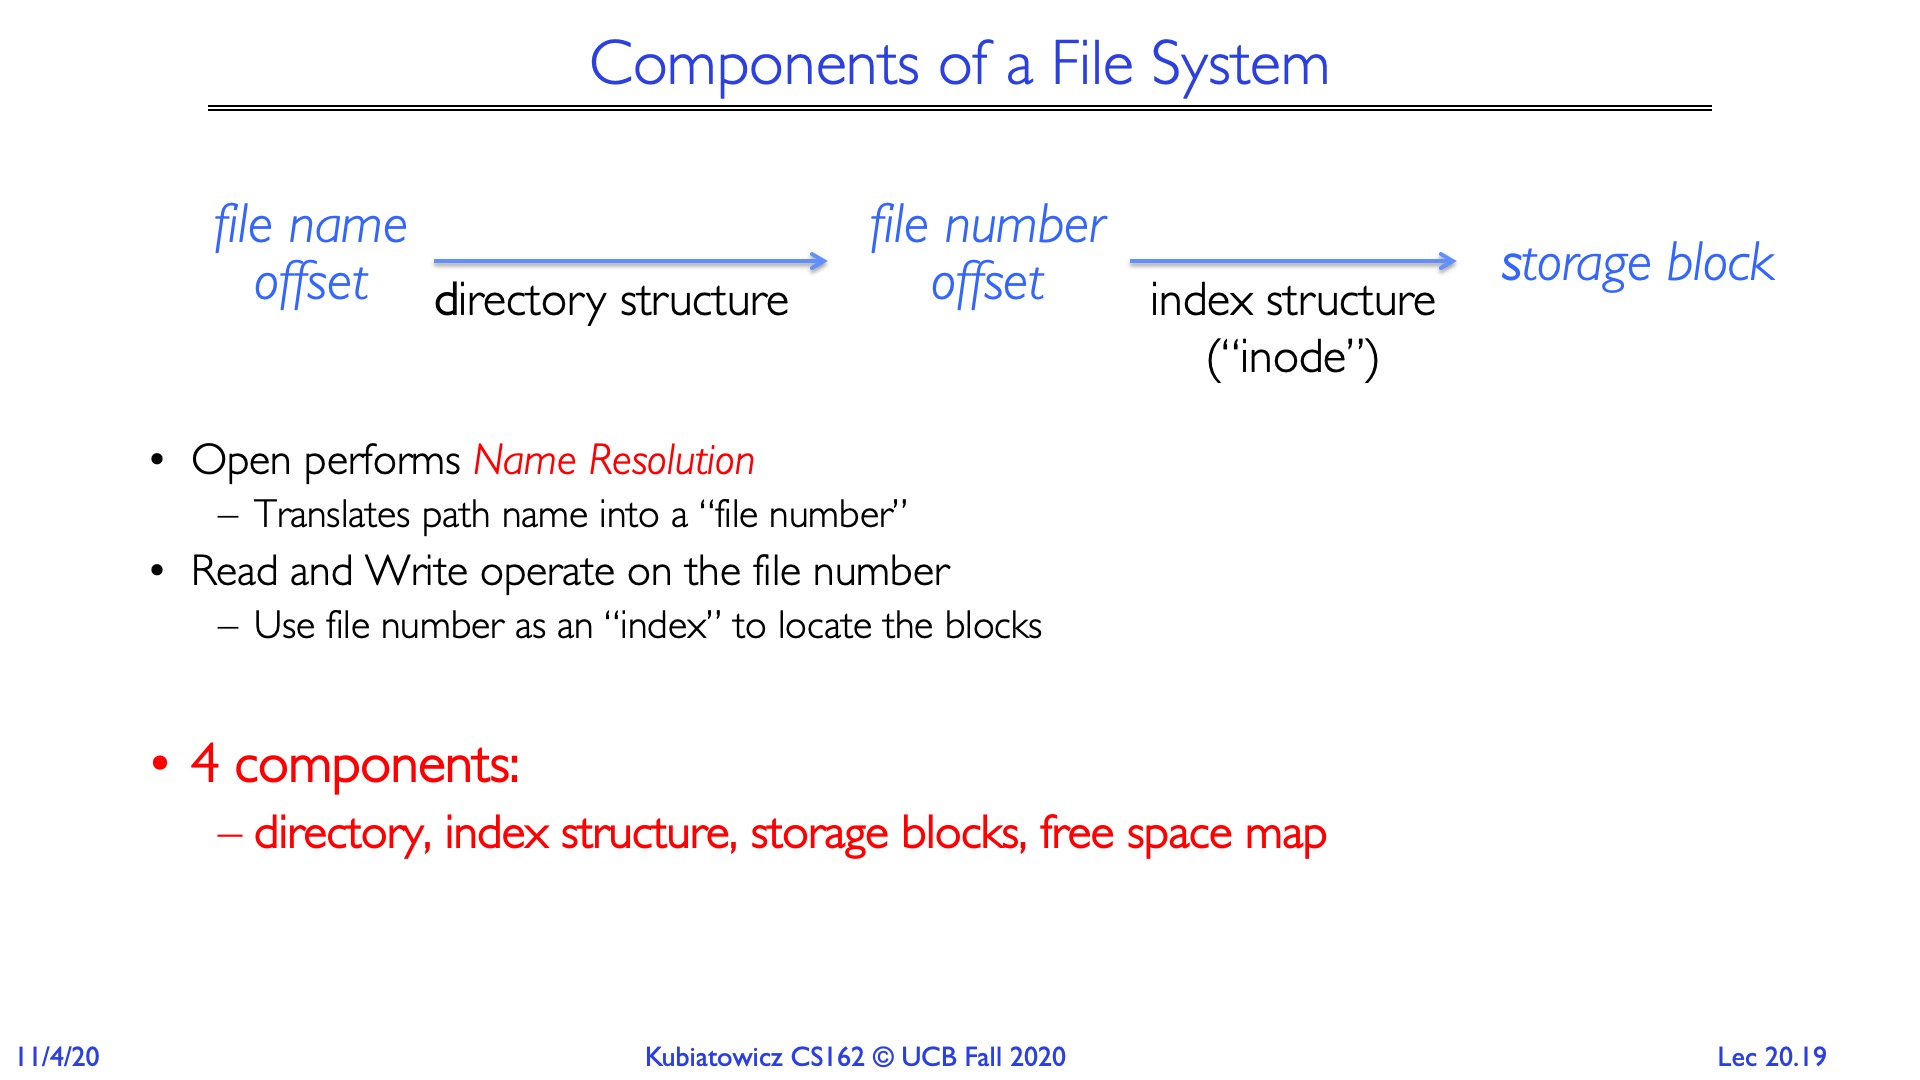 Components of a File System
file name
offset
directory structure
file number
offset
index structure
(“inode”)
storage block
• Open performs Name Resolution
– Translates path name into a “file number”
• Read and Write operate on the file number
– Use file number as an “index” to locate the blocks
• 4 components:
– directory, index structure, storage blocks, free space map
11/4/20
Kubiatowicz CS162 © UCB Fall 2020
Lec 20.19